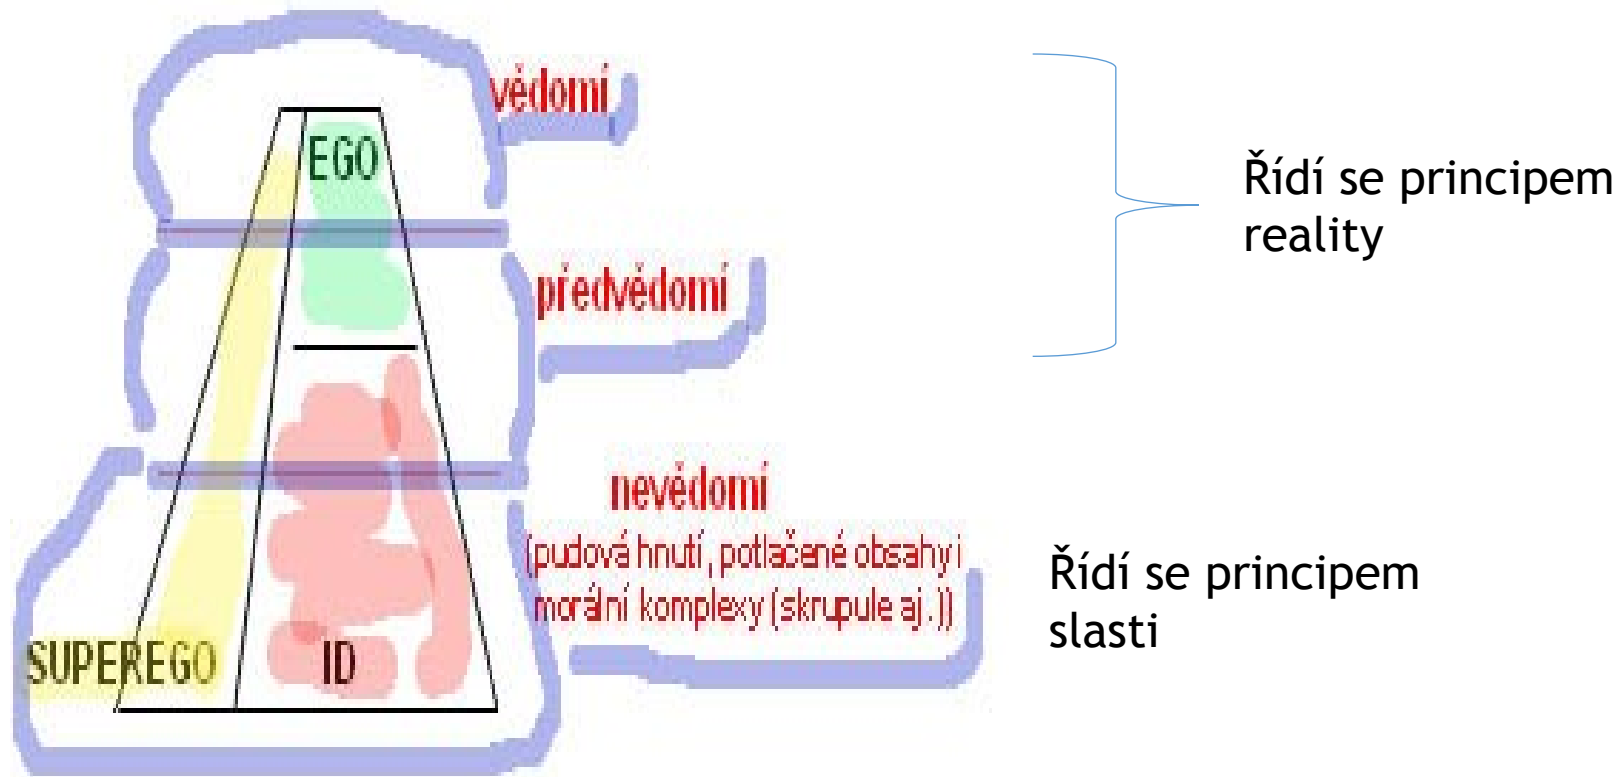 vědomí
EGO
Řídí se principem
reality
předvědomí
nevědomí
(pudová hnutí, potlačené obsahy i
morální komplexy (skrupule aj.))
Řídí se principem
slasti
SUPEREGO
ID